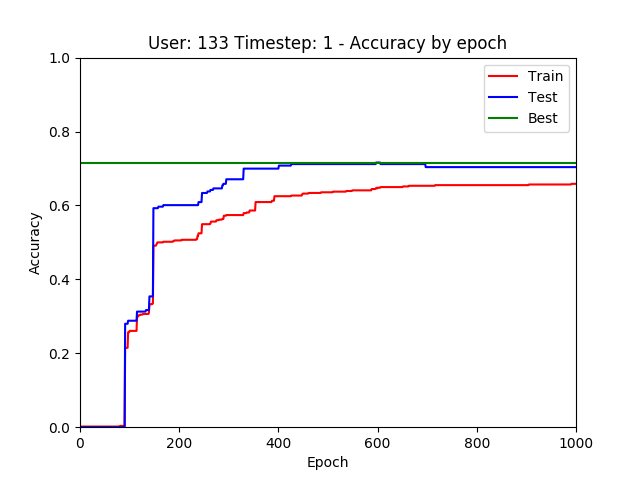 User: 133 Timestep: 1 - Accuracy by epoch
1.0
0.8
0.6
0.4
0.2
0.0
Accuracy
Train
Test
Best
0 200 400 600 800 1000
Epoch